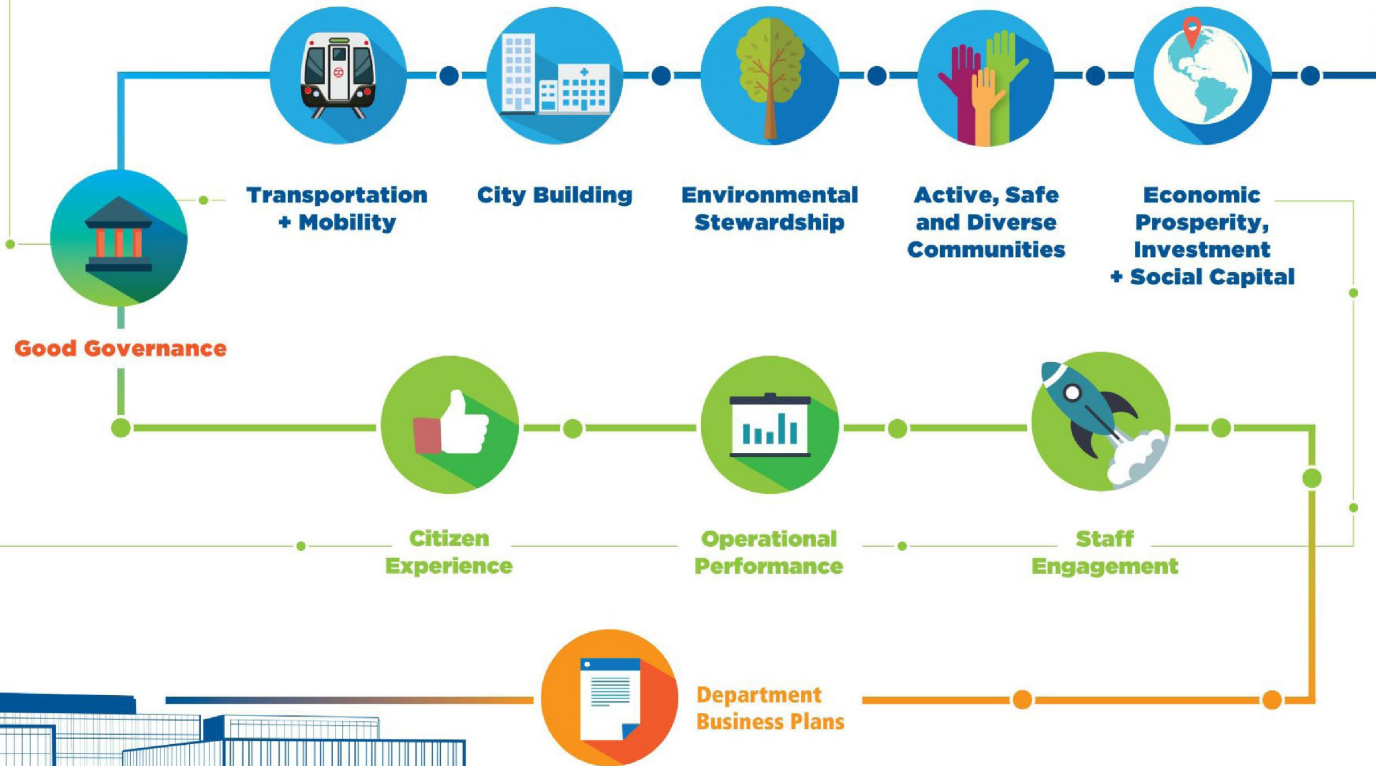 Transportation
+ Mobility
City Building
Environmental
Stewardship
Active, Safe
and Diverse
Communities
Economic
Prosperity,
Investment
+ Social Capital
Good Governance
Citizen
Experience
Operational
Performance
Staff
Engagement
Department
Business Plans